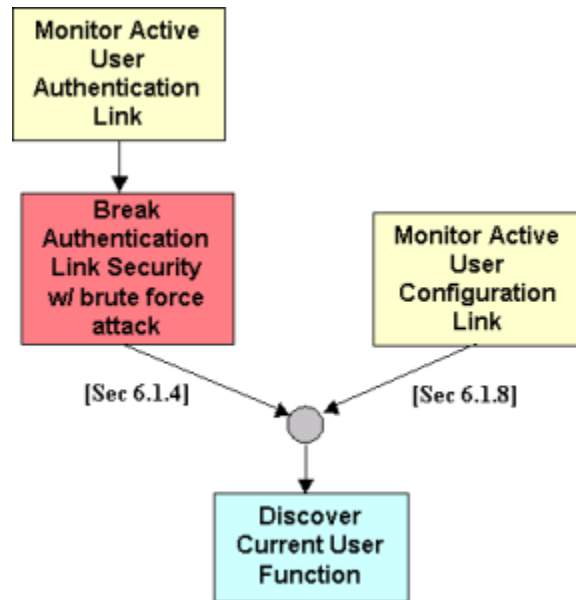 Monitor Active
User
Authentication
Link
Break
Authentication
Link Security
w/ brute force
attack
Monitor Active
User
Configuration
Link
[Sec 6.1.4]
[Sec 6.1.8]
Discover
Current User
Function